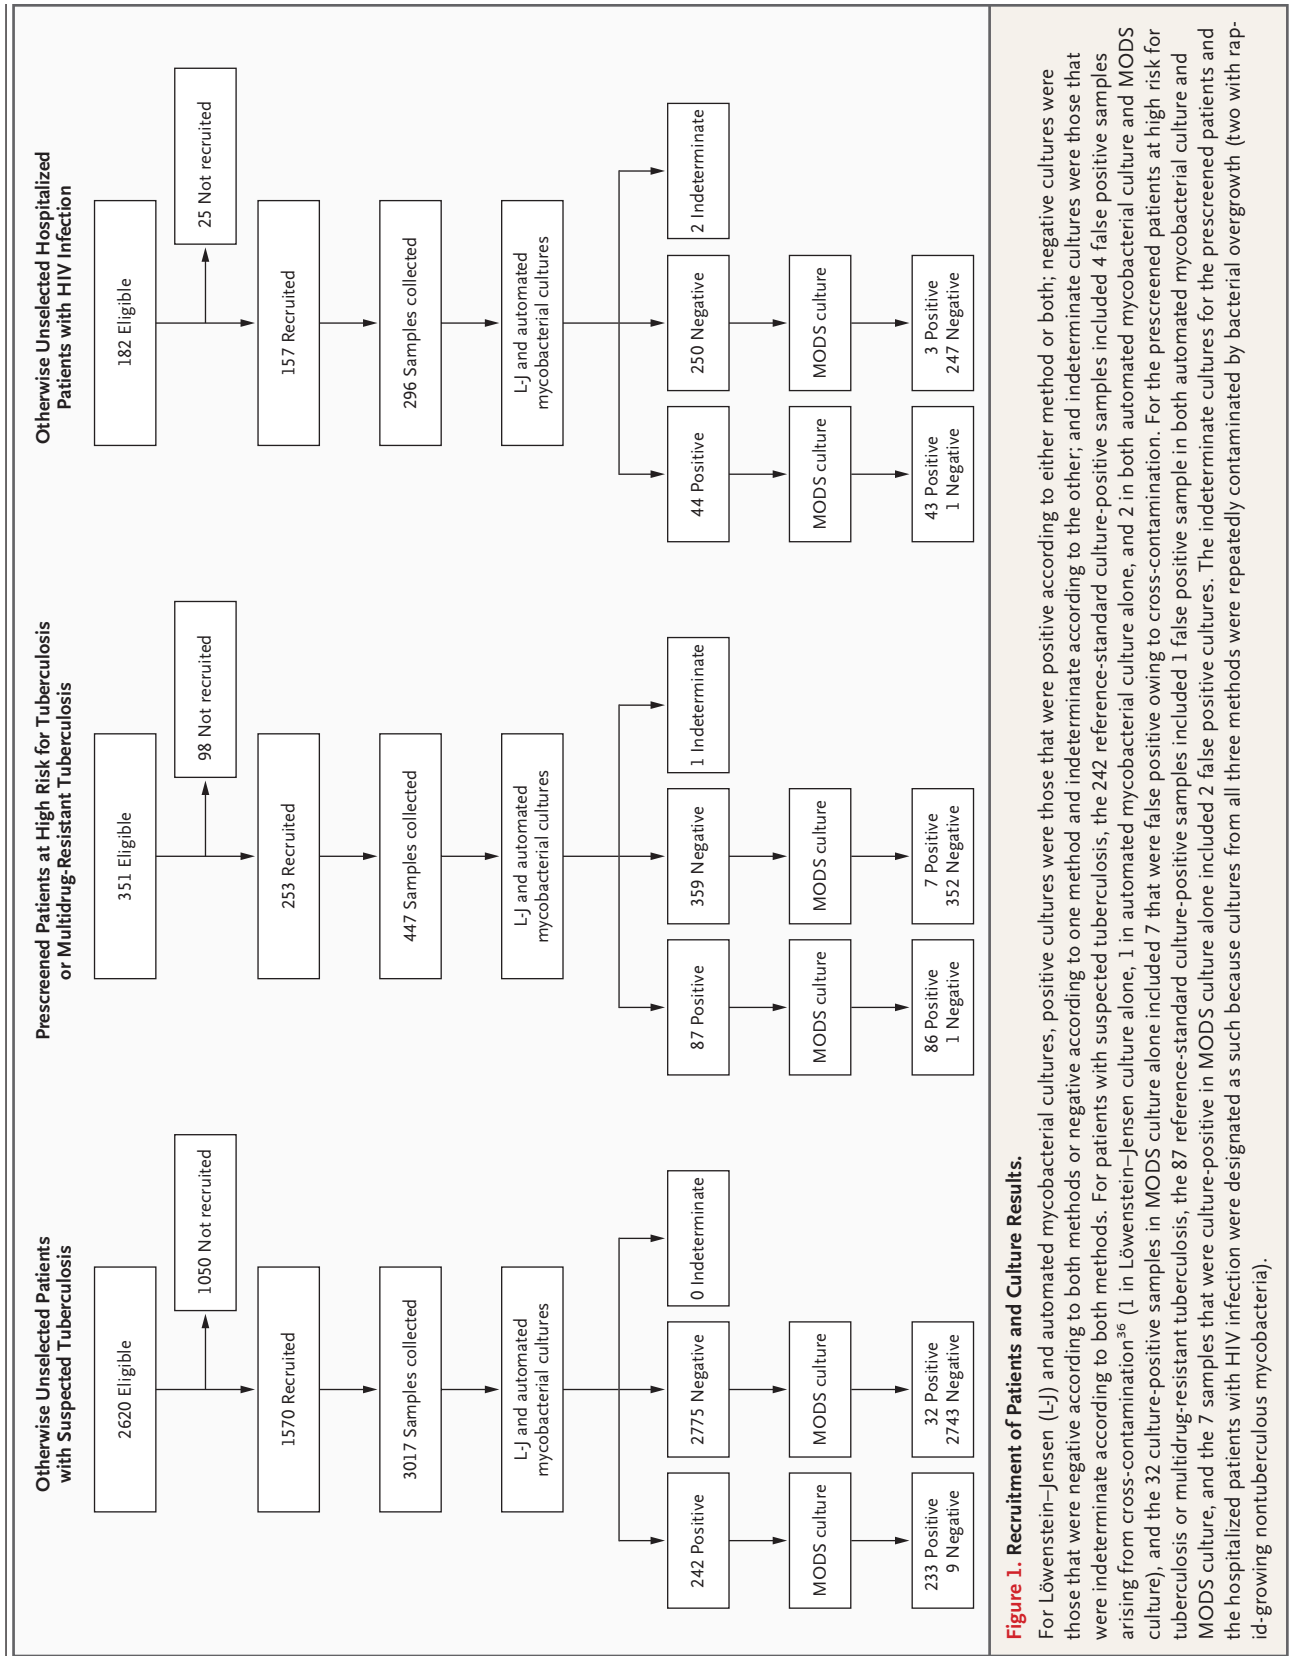 Otherwise Unselected Patients
with Suspected Tuberculosis
2620 Eligible
1050 Not recruited
1570 Recruited
3017 Samples collected
L-J and automated
mycobacterial cultures
242 Positive
2775 Negative
0 Indeterminate
MODS culture
MODS culture
233 Positive
9 Negative
32 Positive
2743 Negative
Prescreened Patients at High Risk for Tuberculosis
or Multidrug-Resistant Tuberculosis
351 Eligible
98 Not recruited
253 Recruited
447 Samples collected
L-J and automated
mycobacterial cultures
87 Positive
359 Negative
1 Indeterminate
MODS culture
MODS culture
86 Positive
1 Negative
7 Positive
352 Negative
Otherwise Unselected Hospitalized
Patients with HIV Infection
182 Eligible
25 Not recruited
157 Recruited
296 Samples collected
L-J and automated
mycobacterial cultures
44 Positive
250 Negative
2 Indeterminate
MODS culture
MODS culture
43 Positive
1 Negative
3 Positive
247 Negative
Figure 1. Recruitment of Patients and Culture Results.
For Löwenstein–Jensen (L-J) and automated mycobacterial cultures, positive cultures were those that were positive according to either method or both; negative cultures were
those that were negative according to both methods or negative according to one method and indeterminate according to the other; and indeterminate cultures were those that
were indeterminate according to both methods. For patients with suspected tuberculosis, the 242 reference-standard culture-positive samples included 4 false positive samples
arising from cross-contamination36 (1 in Löwenstein–Jensen culture alone, 1 in automated mycobacterial culture alone, and 2 in both automated mycobacterial culture and MODS
culture), and the 32 culture-positive samples in MODS culture alone included 7 that were false positive owing to cross-contamination. For the prescreened patients at high risk for
tuberculosis or multidrug-resistant tuberculosis, the 87 reference-standard culture-positive samples included 1 false positive sample in both automated mycobacterial culture and
MODS culture, and the 7 samples that were culture-positive in MODS culture alone included 2 false positive cultures. The indeterminate cultures for the prescreened patients and
the hospitalized patients with HIV infection were designated as such because cultures from all three methods were repeatedly contaminated by bacterial overgrowth (two with rap-
id-growing nontuberculous mycobacteria).